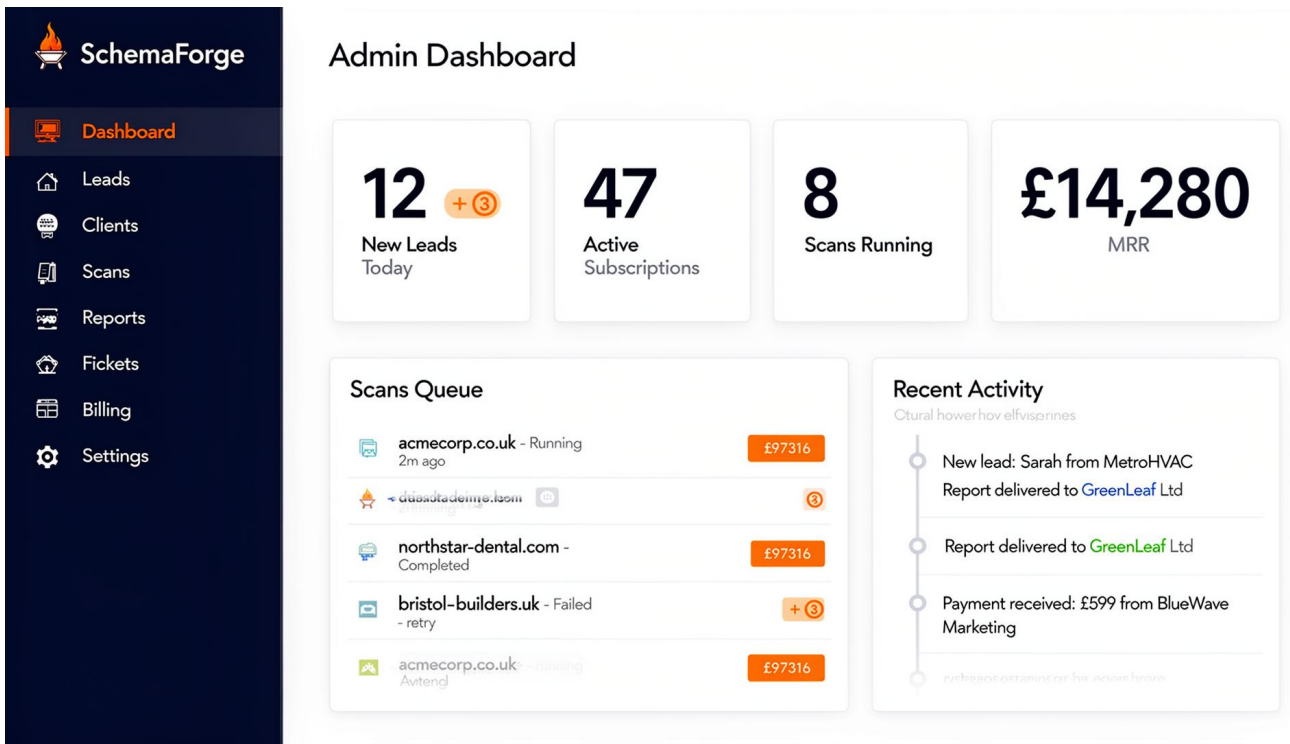 SchemaForge
Dashboard
Leads
Clients
Scans
Reports
Fickets
Billing
Settings
Admin Dashboard
12 + 3
New Leads
Today
47
Active
Subscriptions
8
Scans Running
£14,280
MRR
Scans Queue
acmecorp.co.uk - Running
2m ago
£97316
3
northstar-dental.com -
Completed
£97316
bristol-builders.uk - Failed
- retry
+ 3
acmecorp.co.uk
£97316
Recent Activity
New lead: Sarah from MetroHVAC
Report delivered to GreenLeaf Ltd
Report delivered to GreenLeaf Ltd
Payment received: £599 from BlueWave
Marketing